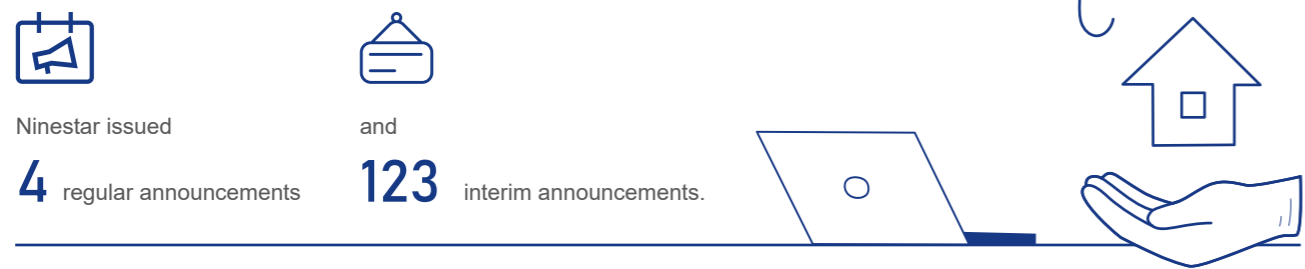 Ninestar issued
4 regular announcements
and
123 interim announcements.